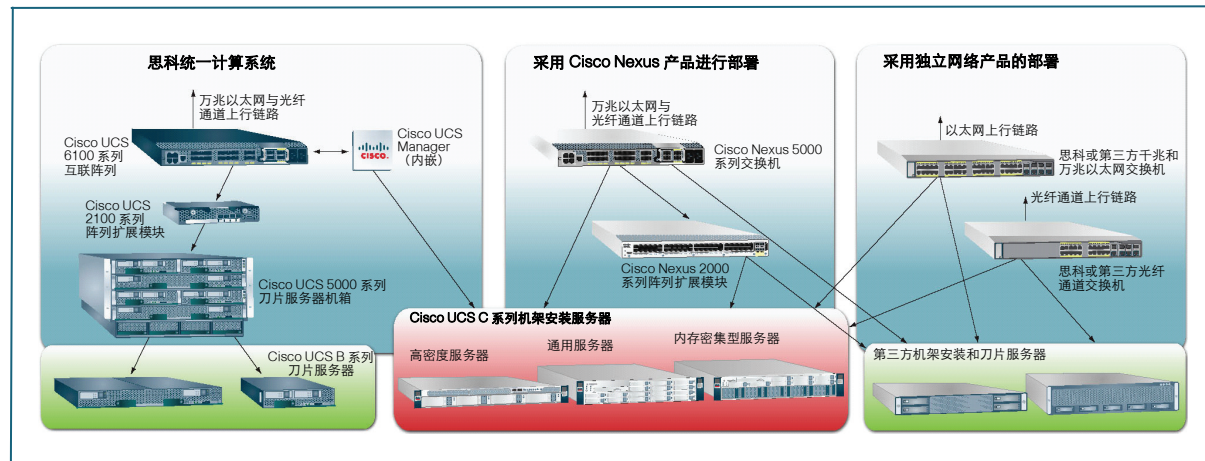 思科统一计算系统
万兆以太网与光纤
通道上行链路
Cisco UCS
6100 系列
互联阵列
CISCO
Cisco UCS
Manager
（内嵌）
Cisco UCS
2100 系列
阵列扩展模块
Cisco UCS 5000 系列
刀片服务器机箱
Cisco UCS B 系列
刀片服务器
采用 Cisco Nexus 产品进行部署
万兆以太网与
光纤通道上行链路
Cisco Nexus 5000
系列交换机
Cisco Nexus 2000
系列阵列扩展模块
Cisco UCS C 系列机架安装服务器
高密度服务器
通用服务器
内存密集型服务器
采用独立网络产品的部署
以太网上行链路
思科或第三方千兆和
万兆以太网交换机
光纤通道上行链路
思科或第三方光纤
通道交换机
第三方机架安装和刀片服务器